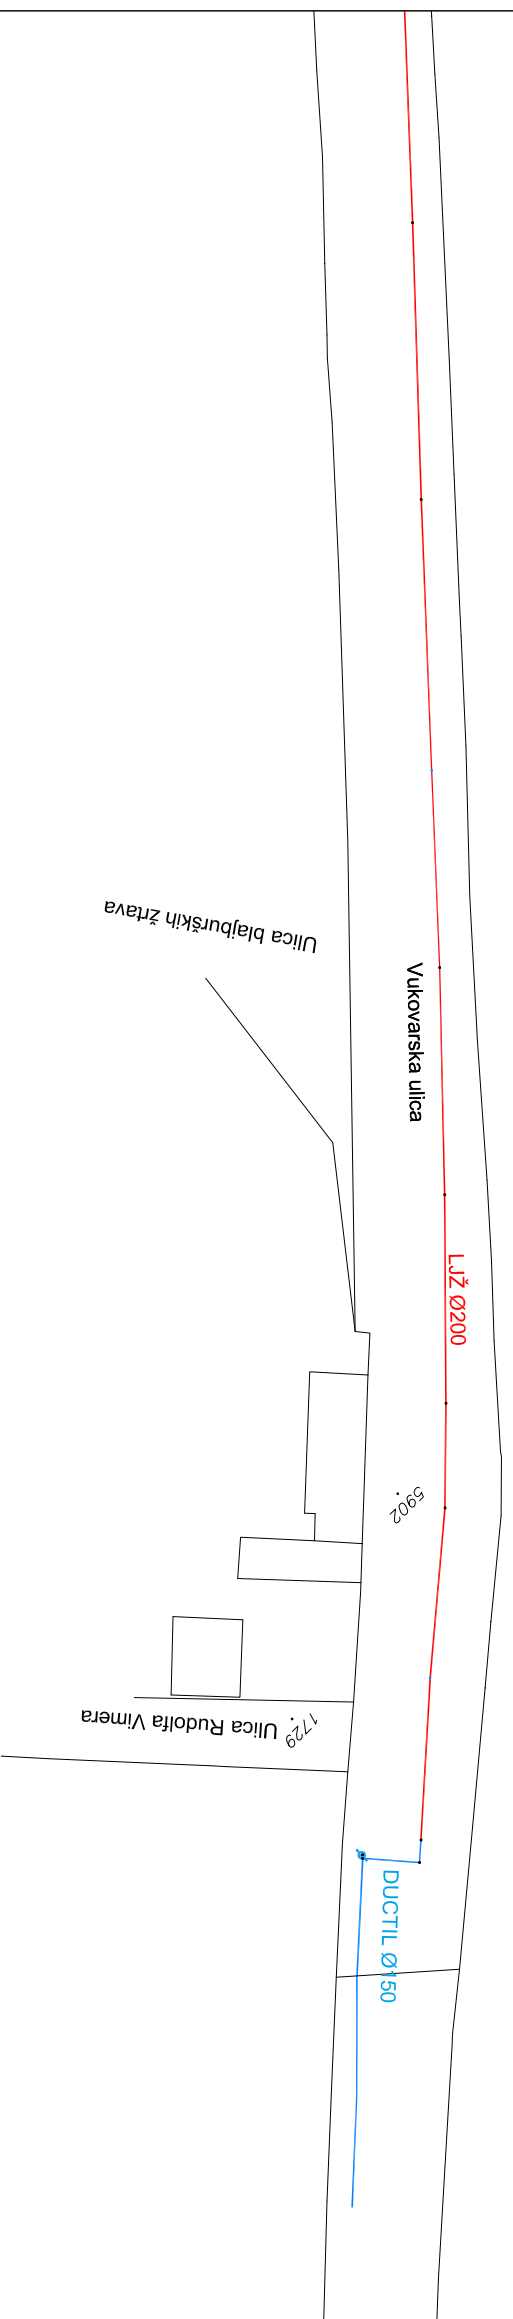 Ulica blajburških žrtava
Vukovarska ulica
LJŽ Ø200
5902
Ulica Rudolfa Vimera
1729
DUCTIL Ø150